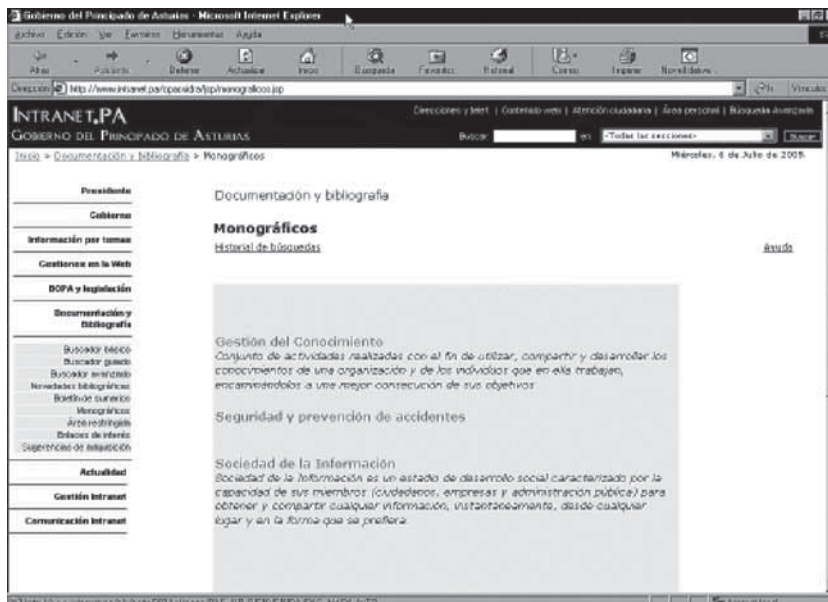 Gobierno del Principado de Asturias - Microsoft Internet Explorer
Archivo Edición Ver Favoritos Herramientas Ayuda
Atrás Adelante Detener Actualizar Inicio Búsqueda Favoritos Historial Correo Imprimir
Dirección Vínculos
INTRANET.PA
GOBIERNO DEL PRINCIPADO DE ASTURIAS
Direcciones y telef. | Contenido web | Atención ciudadana | Área personal | Búsqueda Avanzada
Buscar en -Todas las secciones- Buscar
Inicio > Documentación y bibliografía > Monográficos
Miércoles, 6 de Julio de 2005.
Presidente
Gobierno
Información por temas
Gestiones en la Web
BOPA y legislación
Documentación y
Bibliografía
Buscador básico
Buscador guiado
Buscador avanzado
Novedades bibliográficas
Boletín de sumarios
Monográficos
Área restringida
Enlaces de interés
Sugerencias de adquisición
Actualidad
Gestión Intranet
Comunicación Intranet
Documentación y bibliografía
Monográficos
Historial de búsquedas
Ayuda
Gestión del Conocimiento
Conjunto de actividades realizadas con el fin de utilizar, compartir y desarrollar los
conocimientos de una organización y de los individuos que en ella trabajan,
encaminándolos a una mejor consecución de sus objetivos
Seguridad y prevención de accidentes
Sociedad de la Información
Sociedad de la Información es un estadio de desarrollo social caracterizado por la
capacidad de sus miembros (ciudadanos, empresas y administración pública) para
obtener y compartir cualquier información, instantáneamente, desde cualquier
lugar y en la forma que se prefiera.